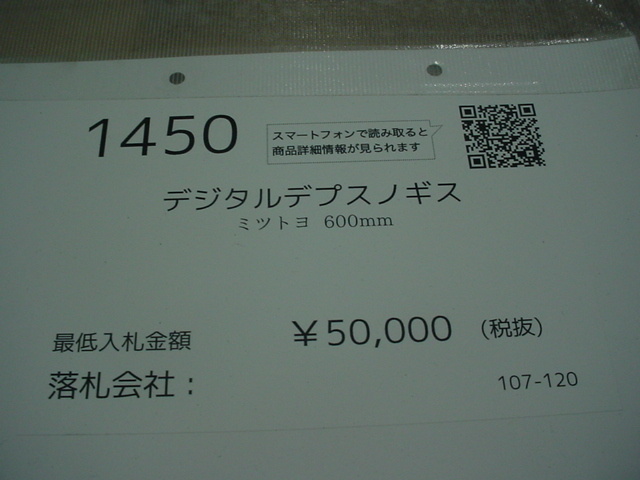 1450
スマートフォンで読み取ると
商品詳細情報が見られます
デジタルデプスノギス
ミツトヨ 600mm
最低入札金額 ￥50,000 (税抜)
落札会社：
107-120